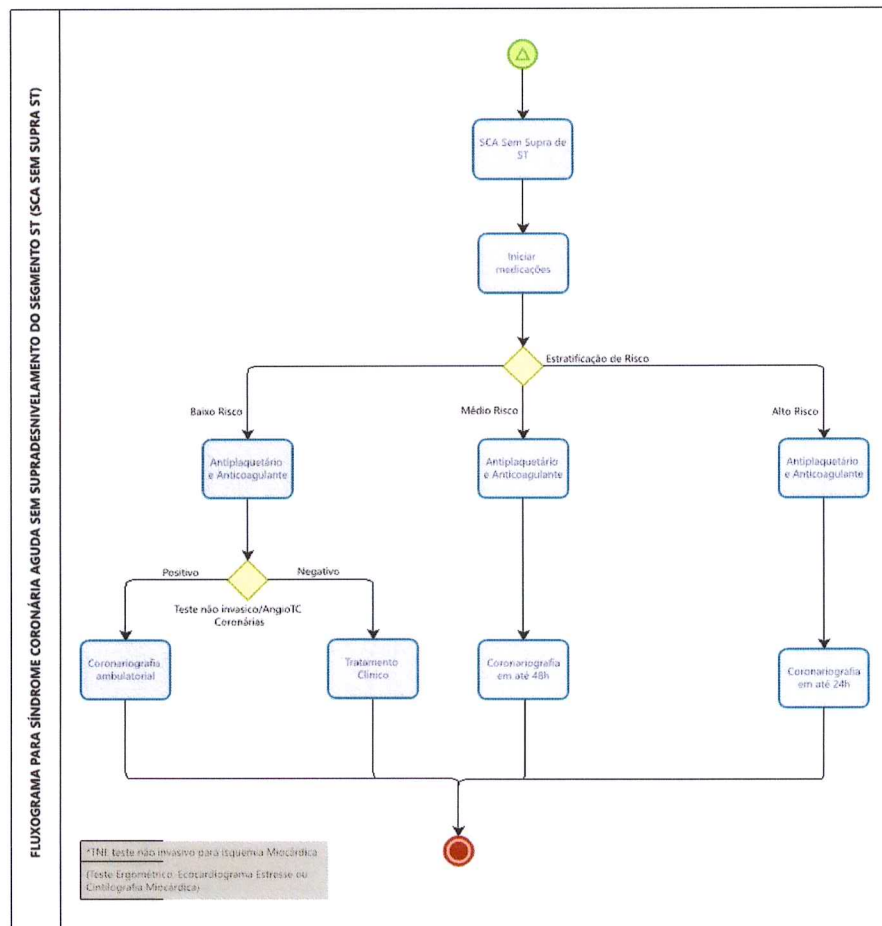 FLUXOGRAMA PARA SÍNDROME CORONÁRIA AGUDA SEM SUPRADESNIVELAMENTO DO SEGMENTO ST (SCA SEM SUPRA ST)
SCA Sem Supra de
ST
Iniciar
medicações
Estratificação de Risco
Baixo Risco
Médio Risco
Alto Risco
Antiplaquetário
e Anticoagulante
Antiplaquetário
e Anticoagulante
Antiplaquetário
e Anticoagulante
Positivo
Negativo
Teste não invasico/AngioTC
Coronárias
Coronariografia
ambulatorial
Tratamento
Clínico
Coronariografia
em até 48h
Coronariografia
em até 24h
*TNI: teste não invasivo para Isquemia Miocárdica
(Teste Ergométrico, Ecocardiograma Estresse ou
Cintilografia Miocárdica)